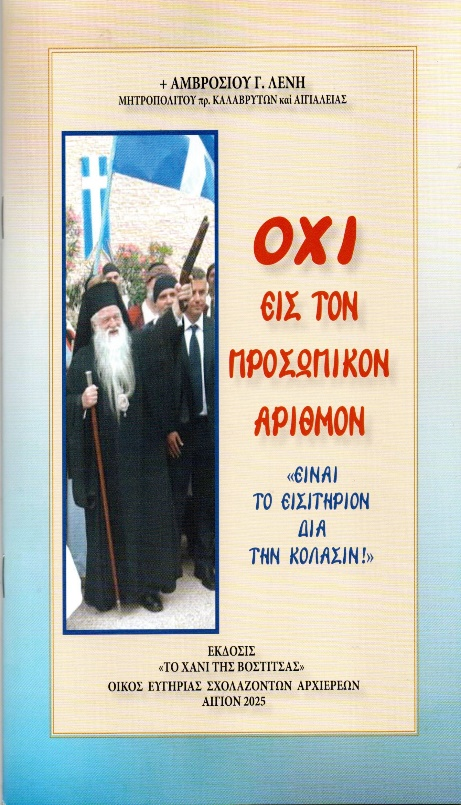 + ΑΜΒΡΟΣΙΟΥ Γ. ΛΕΝΗ
ΜΗΤΡΟΠΟΛΙΤΟΥ πρ. ΚΑΛΑΒΡΥΤΩΝ καί ΑΙΓΙΑΛΕΙΑΣ
ΟΧΙ
ΕΙΣ ΤΟΝ
ΠΡΟΣΩΠΙΚΟΝ
ΑΡΙΘΜΟΝ
«ΕΙΝΑΙ
ΤΟ ΕΙΣΙΤΗΡΙΟΝ
ΔΙΑ
ΤΗΝ ΚΟΛΑΣΙΝ!»
ΕΚΔΟΣΙΣ
«ΤΟ ΧΑΝΙ ΤΗΣ ΒΟΣΤΙΤΣΑΣ»
ΟΙΚΟΣ ΕΥΓΗΡΙΑΣ ΣΧΟΛΑΖΟΝΤΩΝ ΑΡΧΙΕΡΕΩΝ
ΑΙΓΙΟΝ 2025